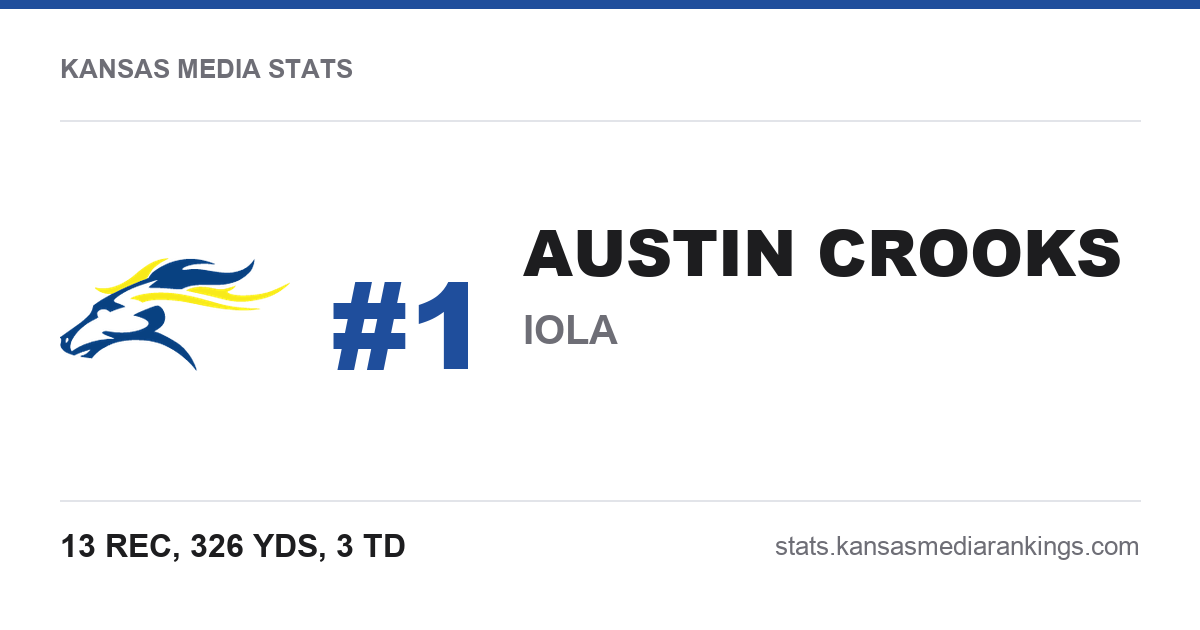 KANSAS MEDIA STATS
#1
AUSTIN CROOKS
IOLA
13 REC, 326 YDS, 3 TD
stats.kansasmediarankings.com